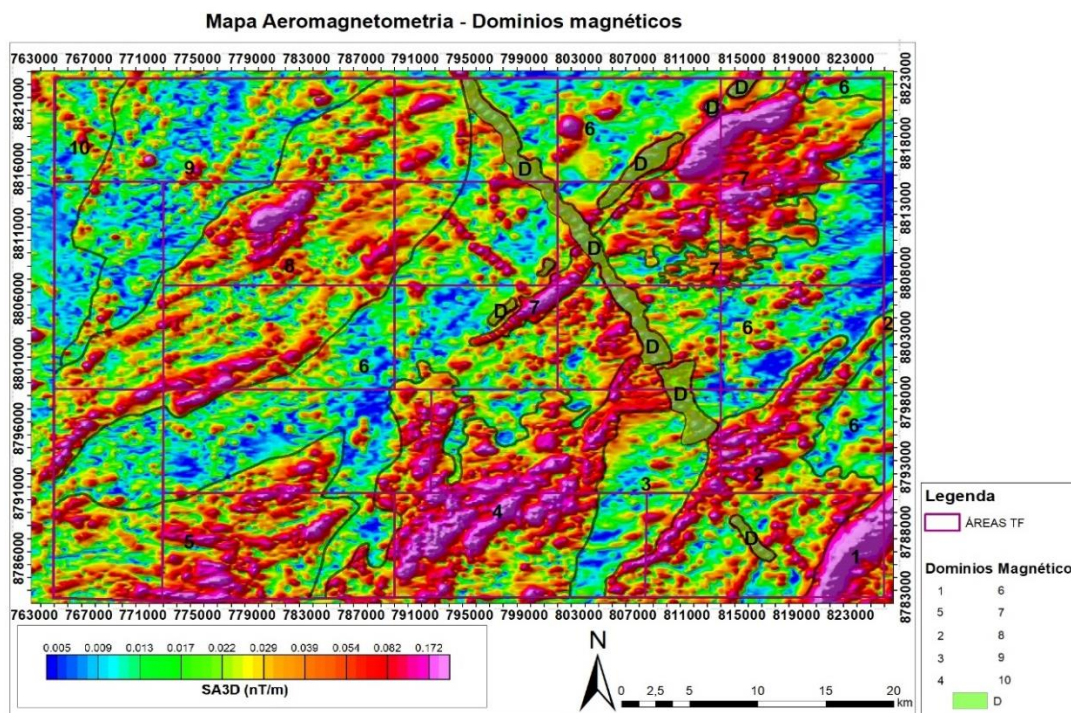 Mapa Aeromagnetometria - Dominios magnéticos
763000 767000 771000 775000 779000 783000 787000 791000 795000 799000 803000 807000 811000 815000 819000 823000
8823000
8821000
8818000
8816000
8813000
8811000
8808000
8806000
8803000
8801000
8798000
8796000
8793000
8791000
8788000
8786000
8783000
D
D
6
6
10
9
D
D
7
8
D
7
D
7
6
2
6
D
D
6
2
3
4
5
D
1
763000 767000 771000 775000 779000 783000 787000 791000 795000 799000 803000 807000 811000 815000 819000 823000
0.005 0.009 0.013 0.017 0.022 0.029 0.039 0.054 0.082 0.172
SA3D (nT/m)
N
0 2,5 5 10 15 20
km
Legenda
ÁREAS TF
Dominios Magnético
1 6
5 7
2 8
3 9
4 10
D